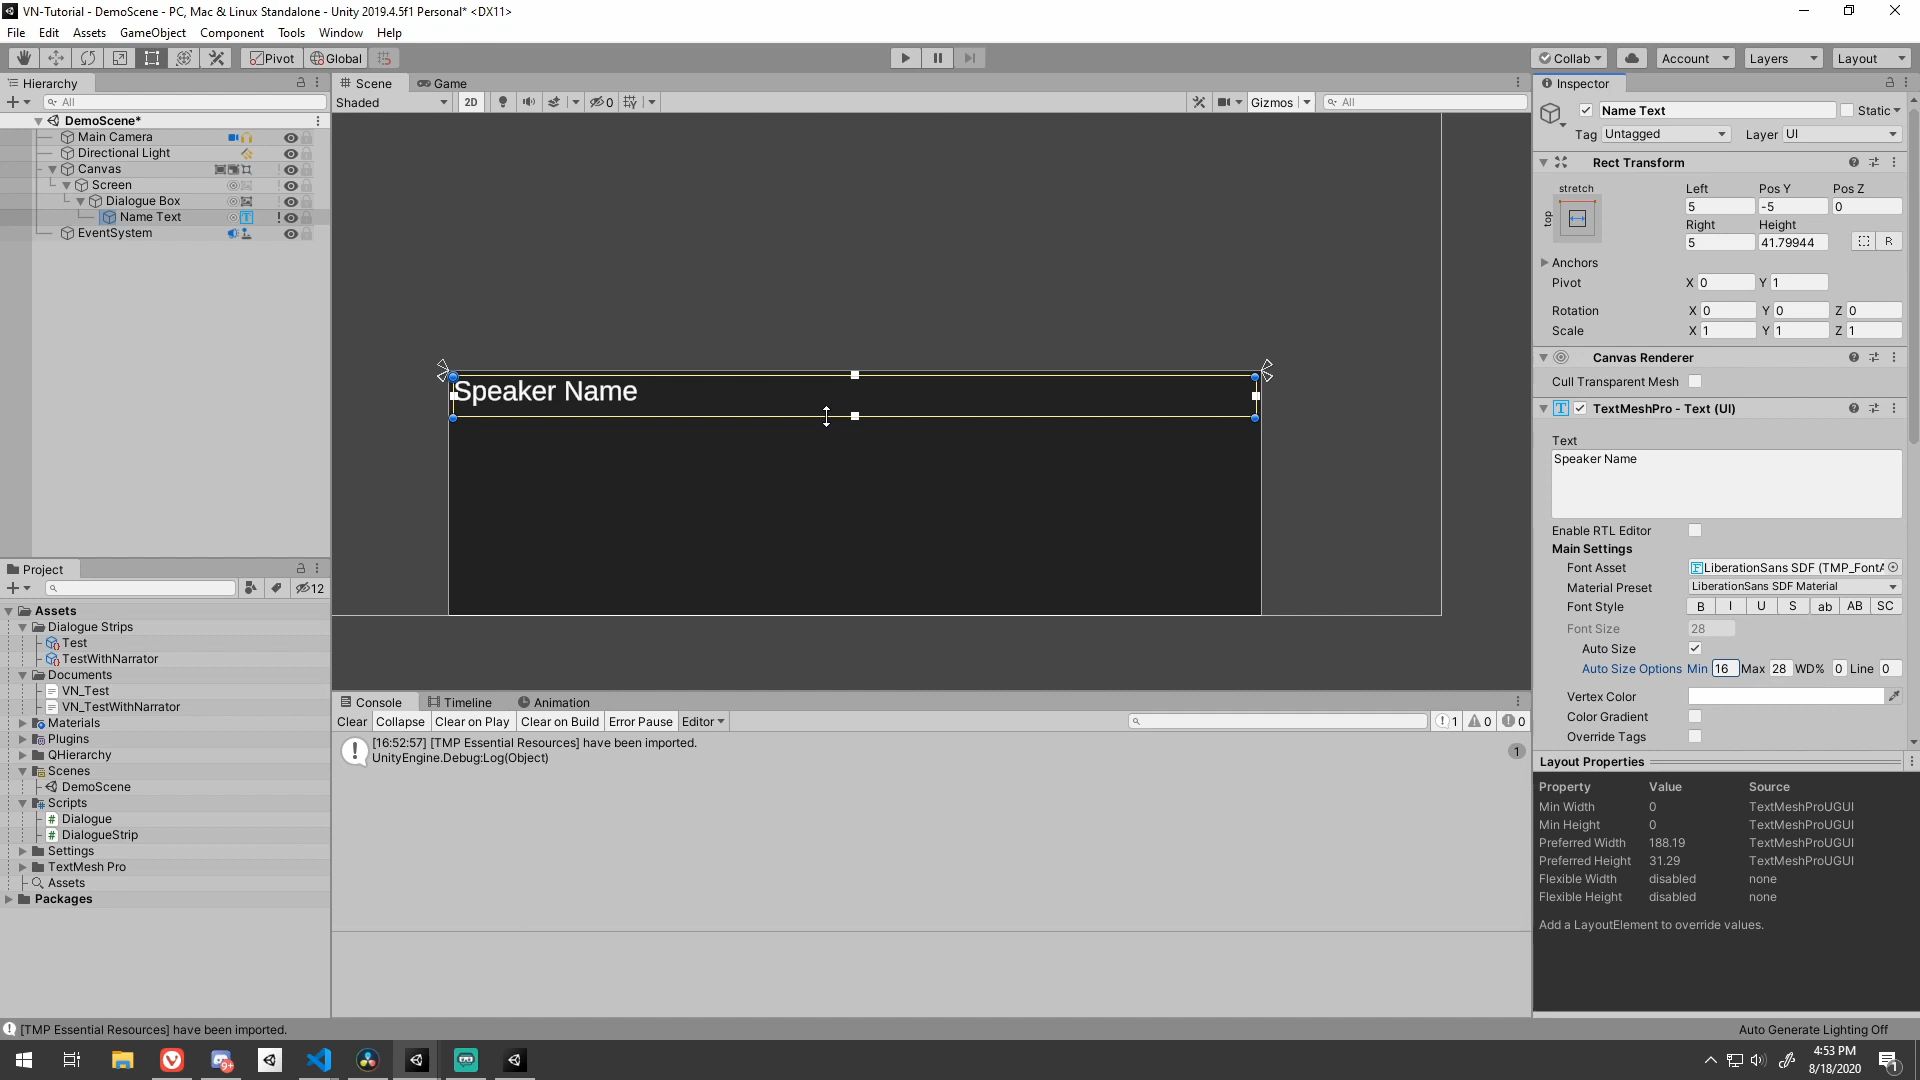 VN-Tutorial - DemoScene - PC, Mac & Linux Standalone - Unity 2019.4.5f1 Personal* <DX11>
File Edit Assets GameObject Component Tools Window Help
Pivot Global Collab Account Layers Layout
Hierarchy
All
DemoScene*
Main Camera
Directional Light
Canvas
Screen
Dialogue Box
Name Text
EventSystem
Scene Game
Shaded 2D 0 Gizmos All
Speaker Name
Inspector
Name Text Static
Tag Untagged Layer UI
Rect Transform
stretch Left Pos Y Pos Z
top 5 -5 0
Right Height
5 41.79944 R
Anchors
Pivot X 0 Y 1
Rotation X 0 Y 0 Z 0
Scale X 1 Y 1 Z 1
Canvas Renderer
Cull Transparent Mesh
TextMeshPro - Text (UI)
Text
Speaker Name
Enable RTL Editor
Main Settings
Font Asset LiberationSans SDF (TMP_FontA
Material Preset LiberationSans SDF Material
Font Style B I U S ab AB SC
Font Size 28
Auto Size
Auto Size Options Min 16 Max 28 WD% 0 Line 0
Vertex Color
Color Gradient
Override Tags
Layout Properties
Property Value Source
Min Width 0 TextMeshProUGUI
Min Height 0 TextMeshProUGUI
Preferred Width 188.19 TextMeshProUGUI
Preferred Height 31.29 TextMeshProUGUI
Flexible Width disabled none
Flexible Height disabled none
Add a LayoutElement to override values.
Project
12
Assets
Dialogue Strips
Test
TestWithNarrator
Documents
VN_Test
VN_TestWithNarrator
Materials
Plugins
QHierarchy
Scenes
DemoScene
Scripts
Dialogue
DialogueStrip
Settings
TextMesh Pro
Assets
Packages
Console Timeline Animation
Clear Collapse Clear on Play Clear on Build Error Pause Editor 1 0 0
[16:52:57] [TMP Essential Resources] have been imported.
UnityEngine.Debug:Log(Object)
1
[TMP Essential Resources] have been imported.
Auto Generate Lighting Off
9+
4:53 PM
8/18/2020
1